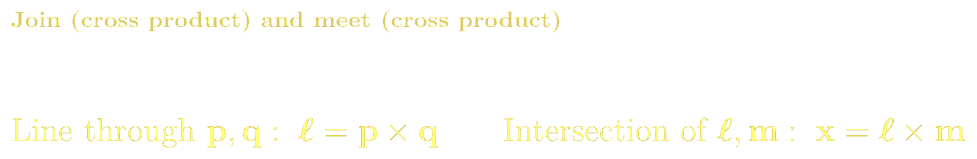 Join (cross product) and meet (cross product)
Line through p, q : ℓ = p × q Intersection of ℓ, m : x = ℓ × m